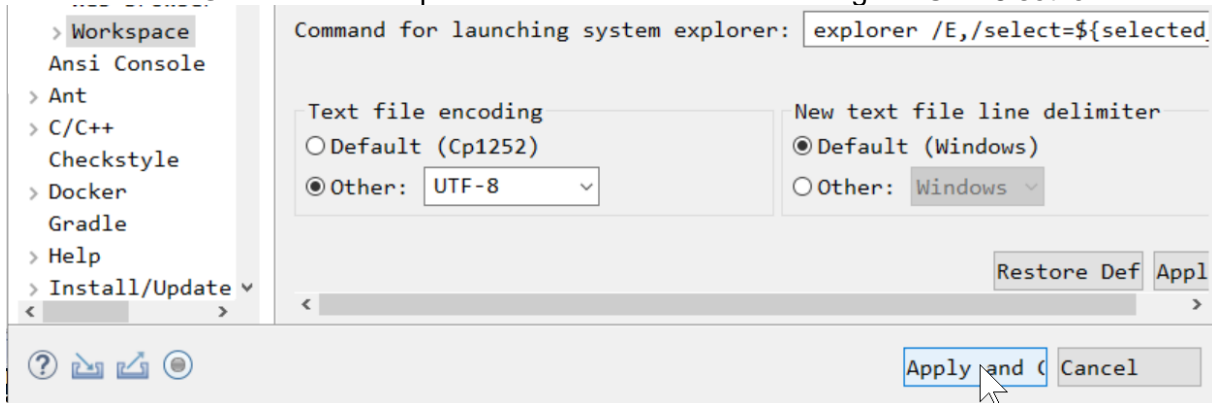 Workspace
Ansi Console
Ant
C/C++
Checkstyle
Docker
Gradle
Help
Install/Update
Command for launching system explorer:
explorer /E,/select=${selected_
Text file encoding
Default (Cp1252)
Other: UTF-8
New text file line delimiter
Default (Windows)
Other: Windows
Restore Def
Appl
Apply and C
Cancel